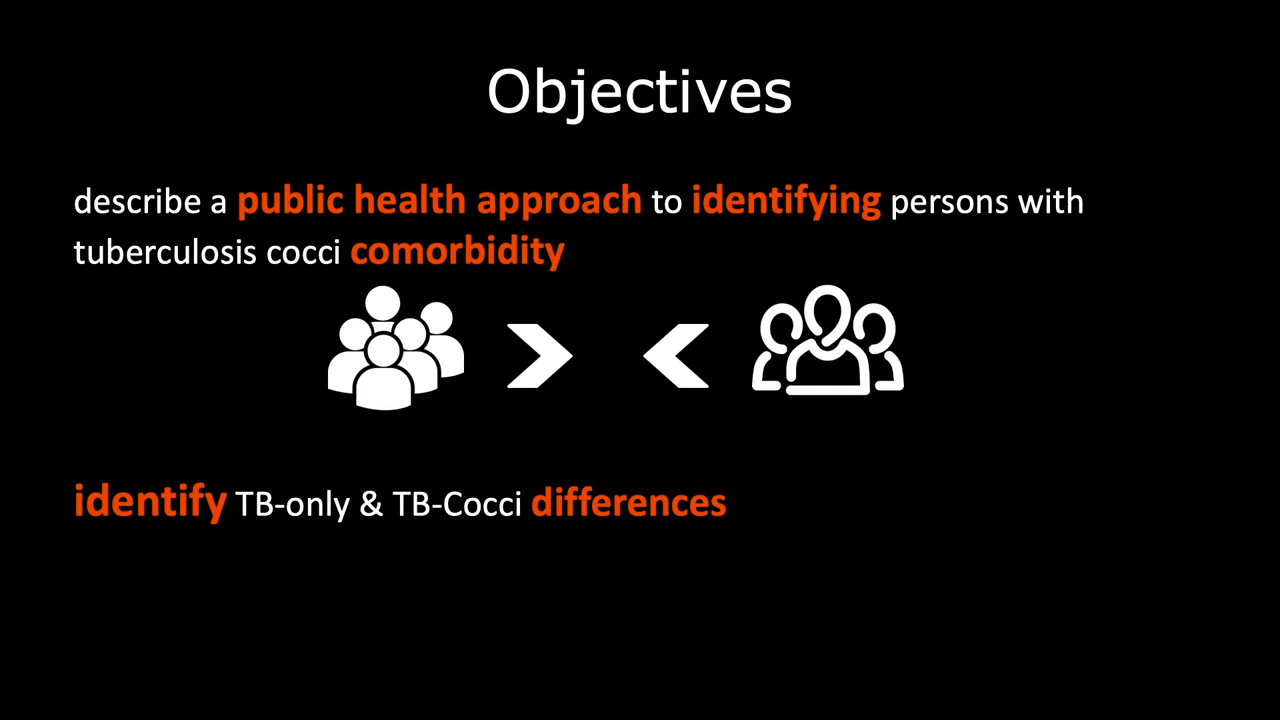 Objectives
describe a public health approach to identifying persons with
tuberculosis cocci comorbidity
identify TB-only & TB-Cocci differences